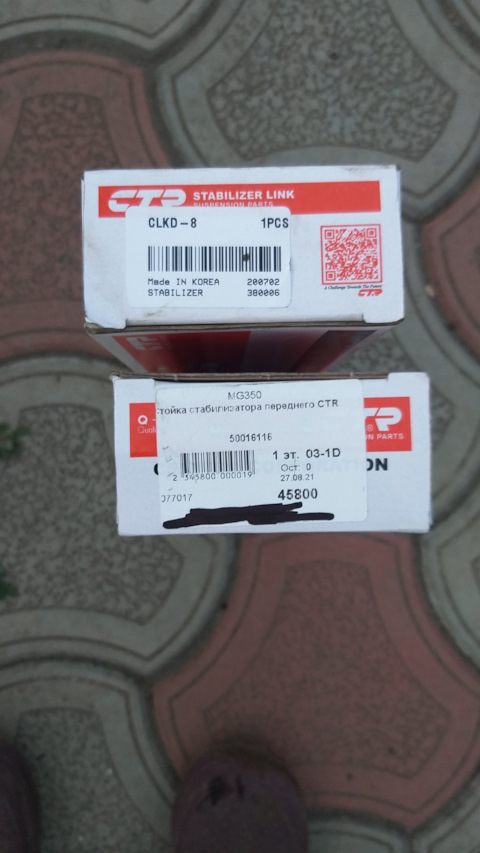 CTR STABILIZER LINK
SUSPENSION PARTS
CLKD-8 1PCS
Made IN KOREA 200702
STABILIZER 380006
A Challenge Towards The Future
CTR
MG350
стойка стабилизатора переднего CTR
Q
50016116
PARTS
1 эт. 03-1D
ON
Ост: 0
2 345800 000019
27.08.21
077017
45800